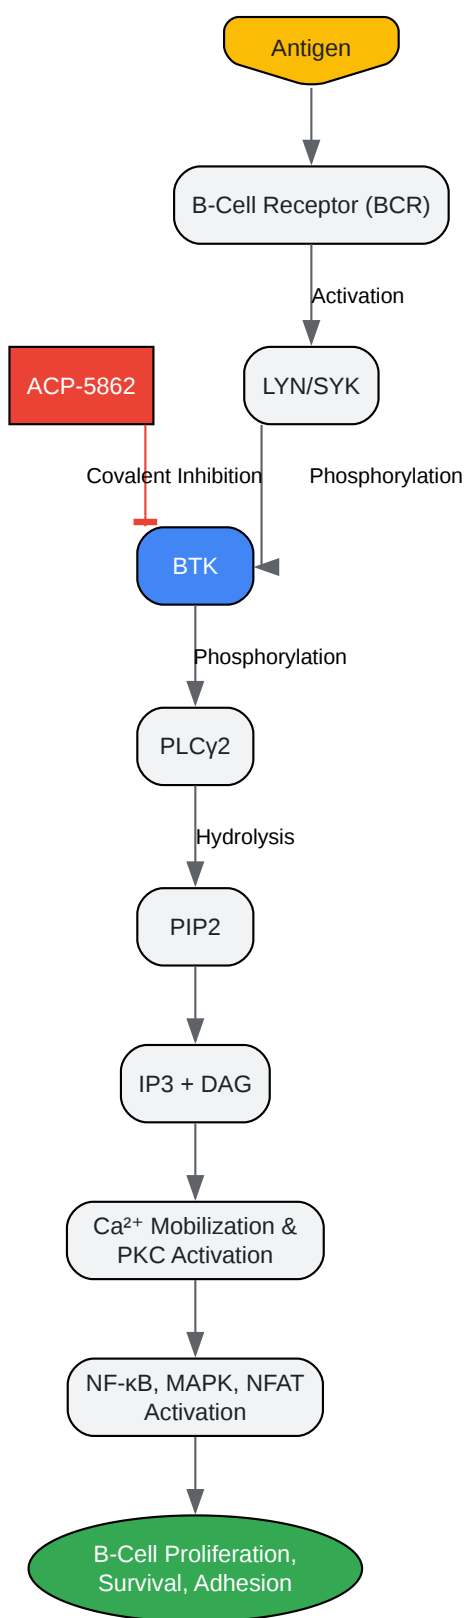 Antigen
B-Cell Receptor (BCR)
Activation
ACP-5862
LYN/SYK
Covalent Inhibition
Phosphorylation
BTK
Phosphorylation
PLCγ2
Hydrolysis
PIP2
IP3 + DAG
Ca²⁺ Mobilization &
PKC Activation
NF-κB, MAPK, NFAT
Activation
B-Cell Proliferation,
Survival, Adhesion